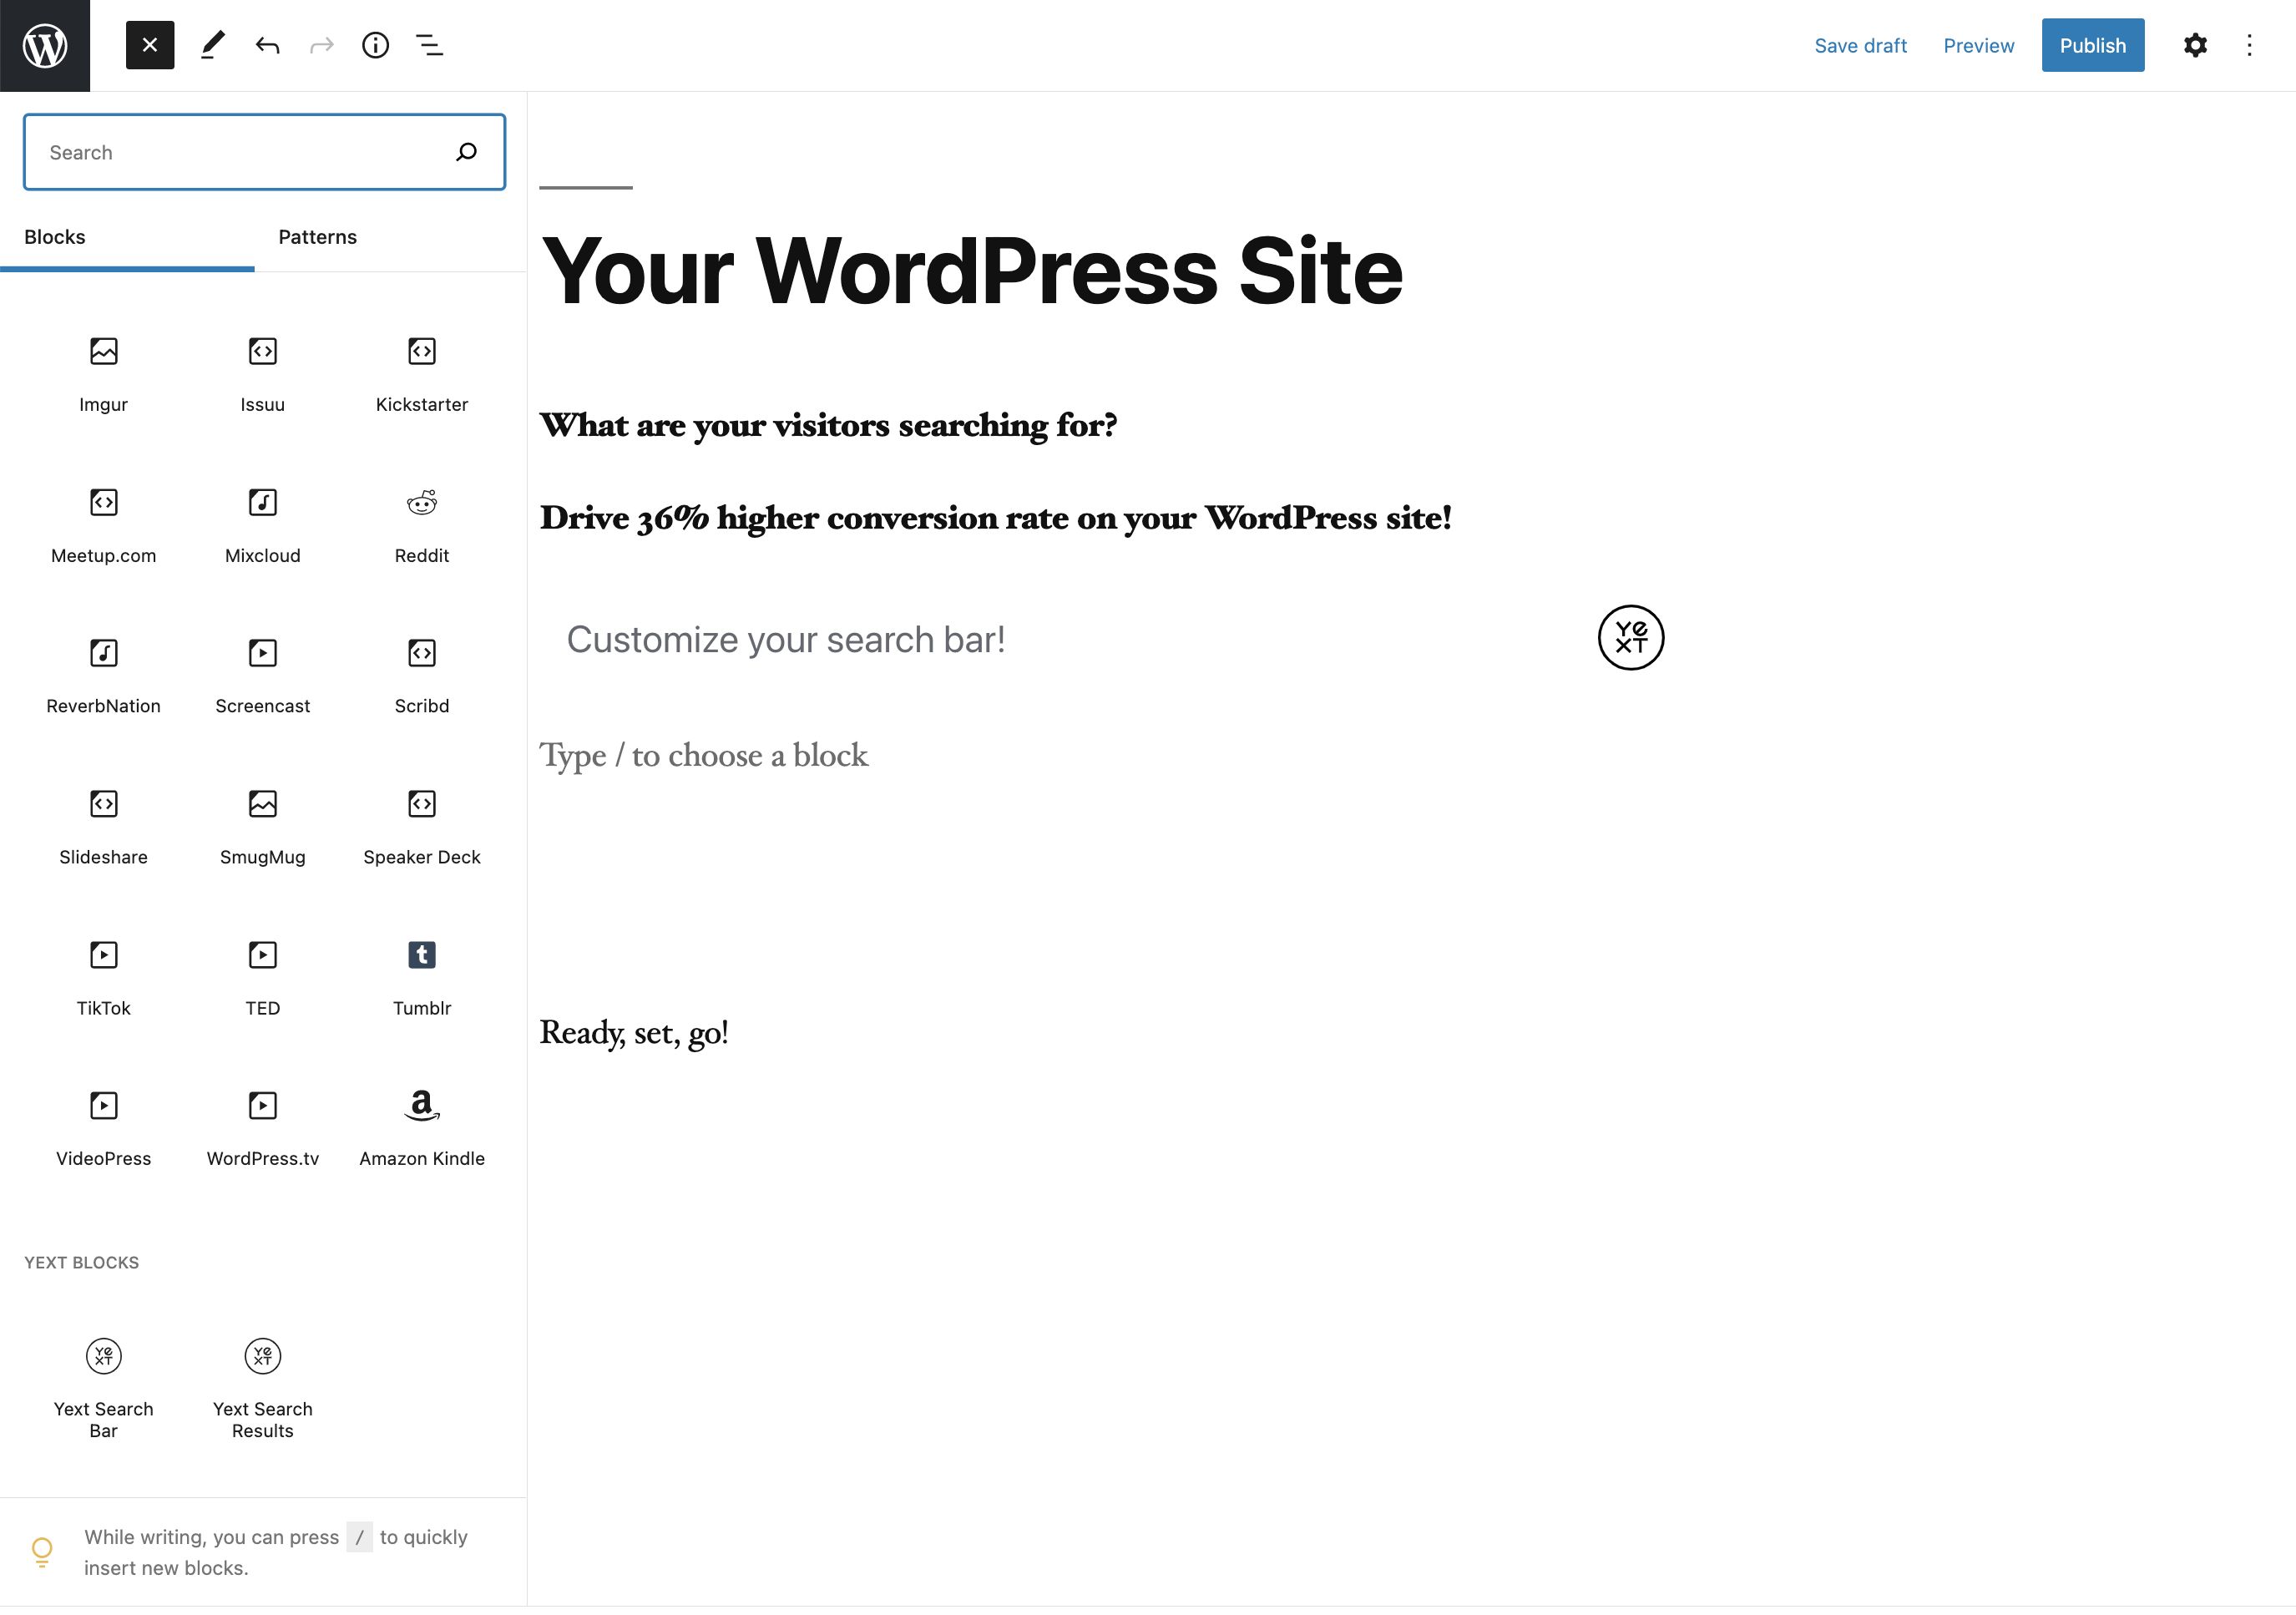 Save draft Preview Publish
Search
Blocks Patterns
Imgur Issuu Kickstarter
Meetup.com Mixcloud Reddit
ReverbNation Screencast Scribd
Slideshare SmugMug Speaker Deck
TikTok TED Tumblr
VideoPress WordPress.tv Amazon Kindle
YEXT BLOCKS
Yext Search Bar
Yext Search Results
While writing, you can press / to quickly
insert new blocks.
Your WordPress Site
What are your visitors searching for?
Drive 36% higher conversion rate on your WordPress site!
Customize your search bar! YEXT
Type / to choose a block
Ready, set, go!